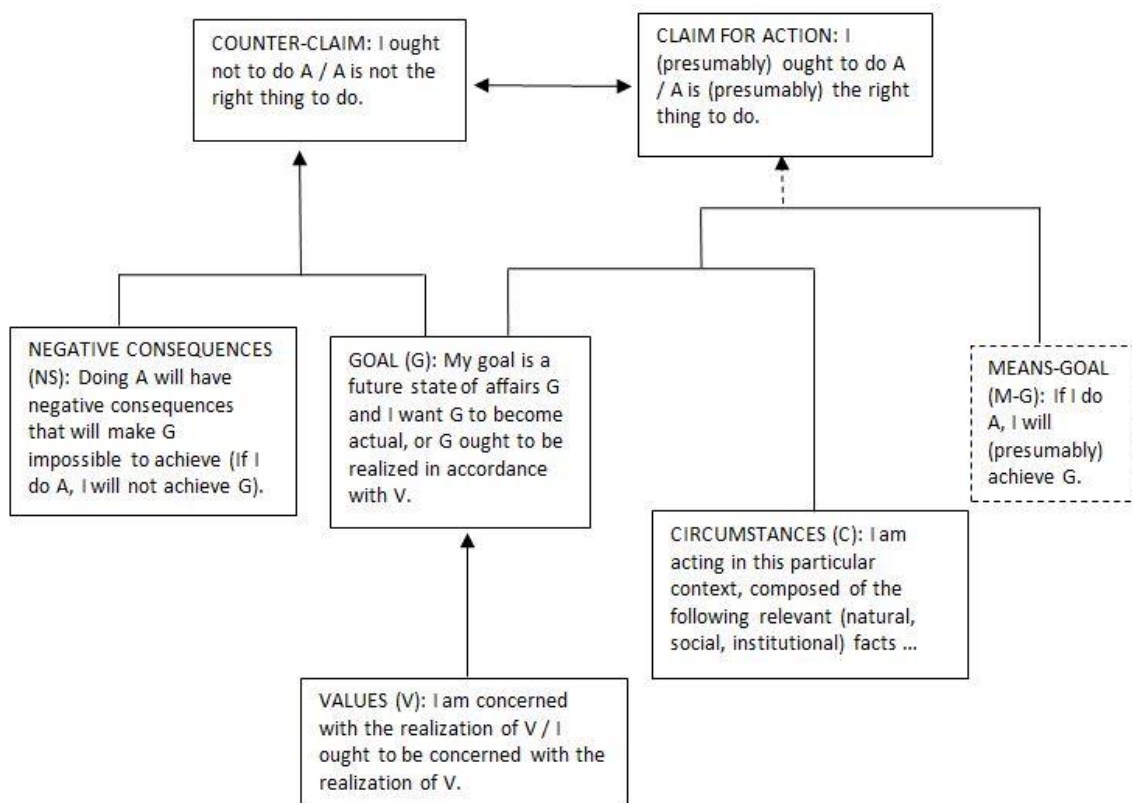 COUNTER-CLAIM: I ought
not to do A / A is not the
right thing to do.
CLAIM FOR ACTION: I
(presumably) ought to do A
/ A is (presumably) the right
thing to do.
NEGATIVE CONSEQUENCES
(NS): Doing A will have
negative consequences
that will make G
impossible to achieve (If I
do A, I will not achieve G).
GOAL (G): My goal is a
future state of affairs G
and I want G to become
actual, or G ought to be
realized in accordance
with V.
MEANS-GOAL
(M-G): If I do
A, I will
(presumably)
achieve G.
CIRCUMSTANCES (C): I am
acting in this particular
context, composed of the
following relevant (natural,
social, institutional) facts ...
VALUES (V): I am concerned
with the realization of V / I
ought to be concerned with the
realization of V.